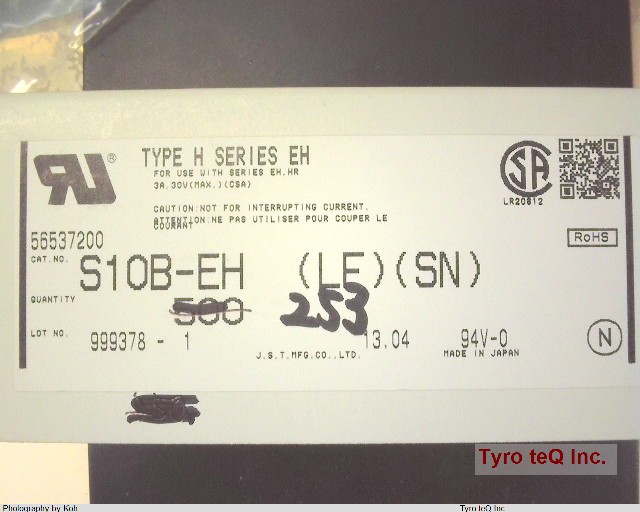 TYPE H SERIES EH
FOR USE WITH SERIES EH.HR
3A.30V(MAX.)(CSA)
CAUTION:NOT FOR INTERRUPTING CURRENT.
ATTENTION:NE PAS UTILISER POUR COUPER LE
COURANT
®
SA
LR20812
RoHS
56537200
CAT.NO. S10B-EH (LF)(SN)
QUANTITY 500 253
LOT NO. 999378 - 1 13.04 94V-0
J.S.T.MFG.CO.,LTD. MADE IN JAPAN
N
Tyro teQ Inc.
Photography by Koh Tyro teQ Inc